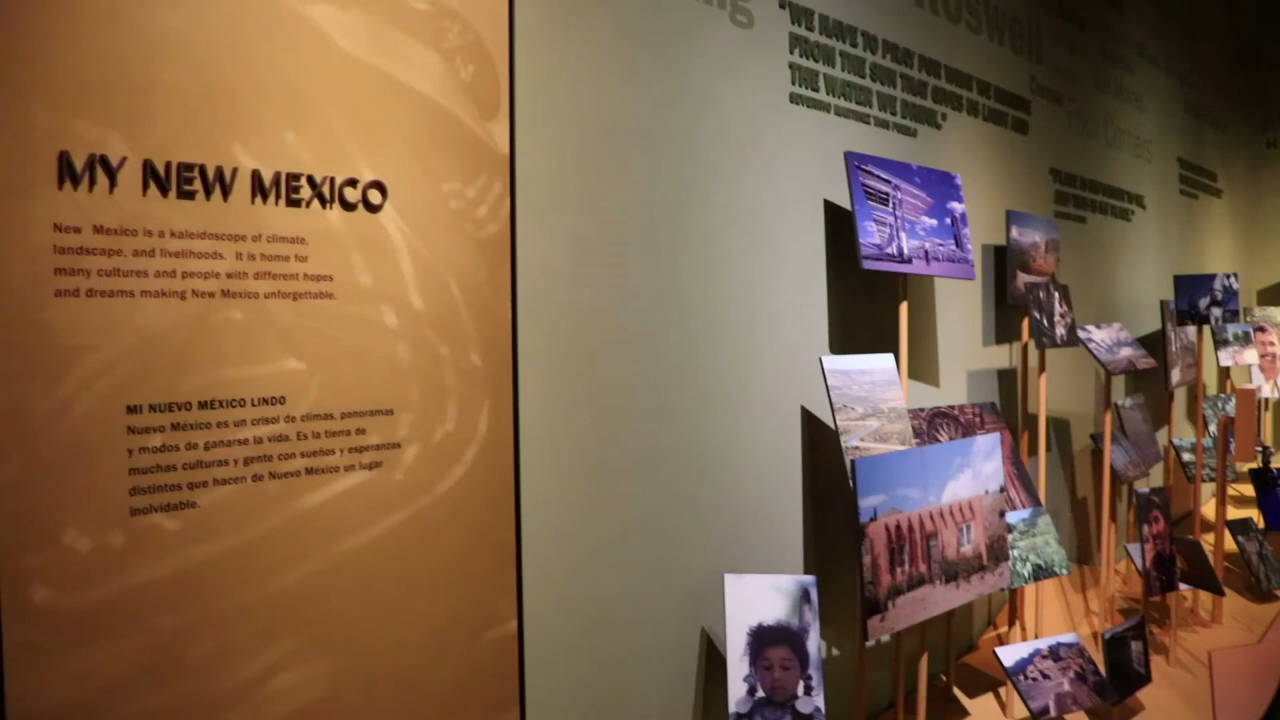 MY NEW MEXICO
New Mexico is a kaleidoscope of climate,
landscape, and livelihoods. It is home for
many cultures and people with different hopes
and dreams making New Mexico unforgettable.
MI NUEVO MÉXICO LINDO
Nuevo México es un crisol de climas, panoramas
y modos de ganarse la vida. Es la tierra de
muchas culturas y gente con sueños y esperanzas
distintos que hacen de Nuevo México un lugar
inolvidable.
Roswell
"WE HAVE TO PRAY FOR WHAT WE
FROM THE SUN THAT GIVES US LIGHT AND
THE WATER WE DRINK."
SEVERINO MARTINEZ TAOS PUEBLO
Four Corners